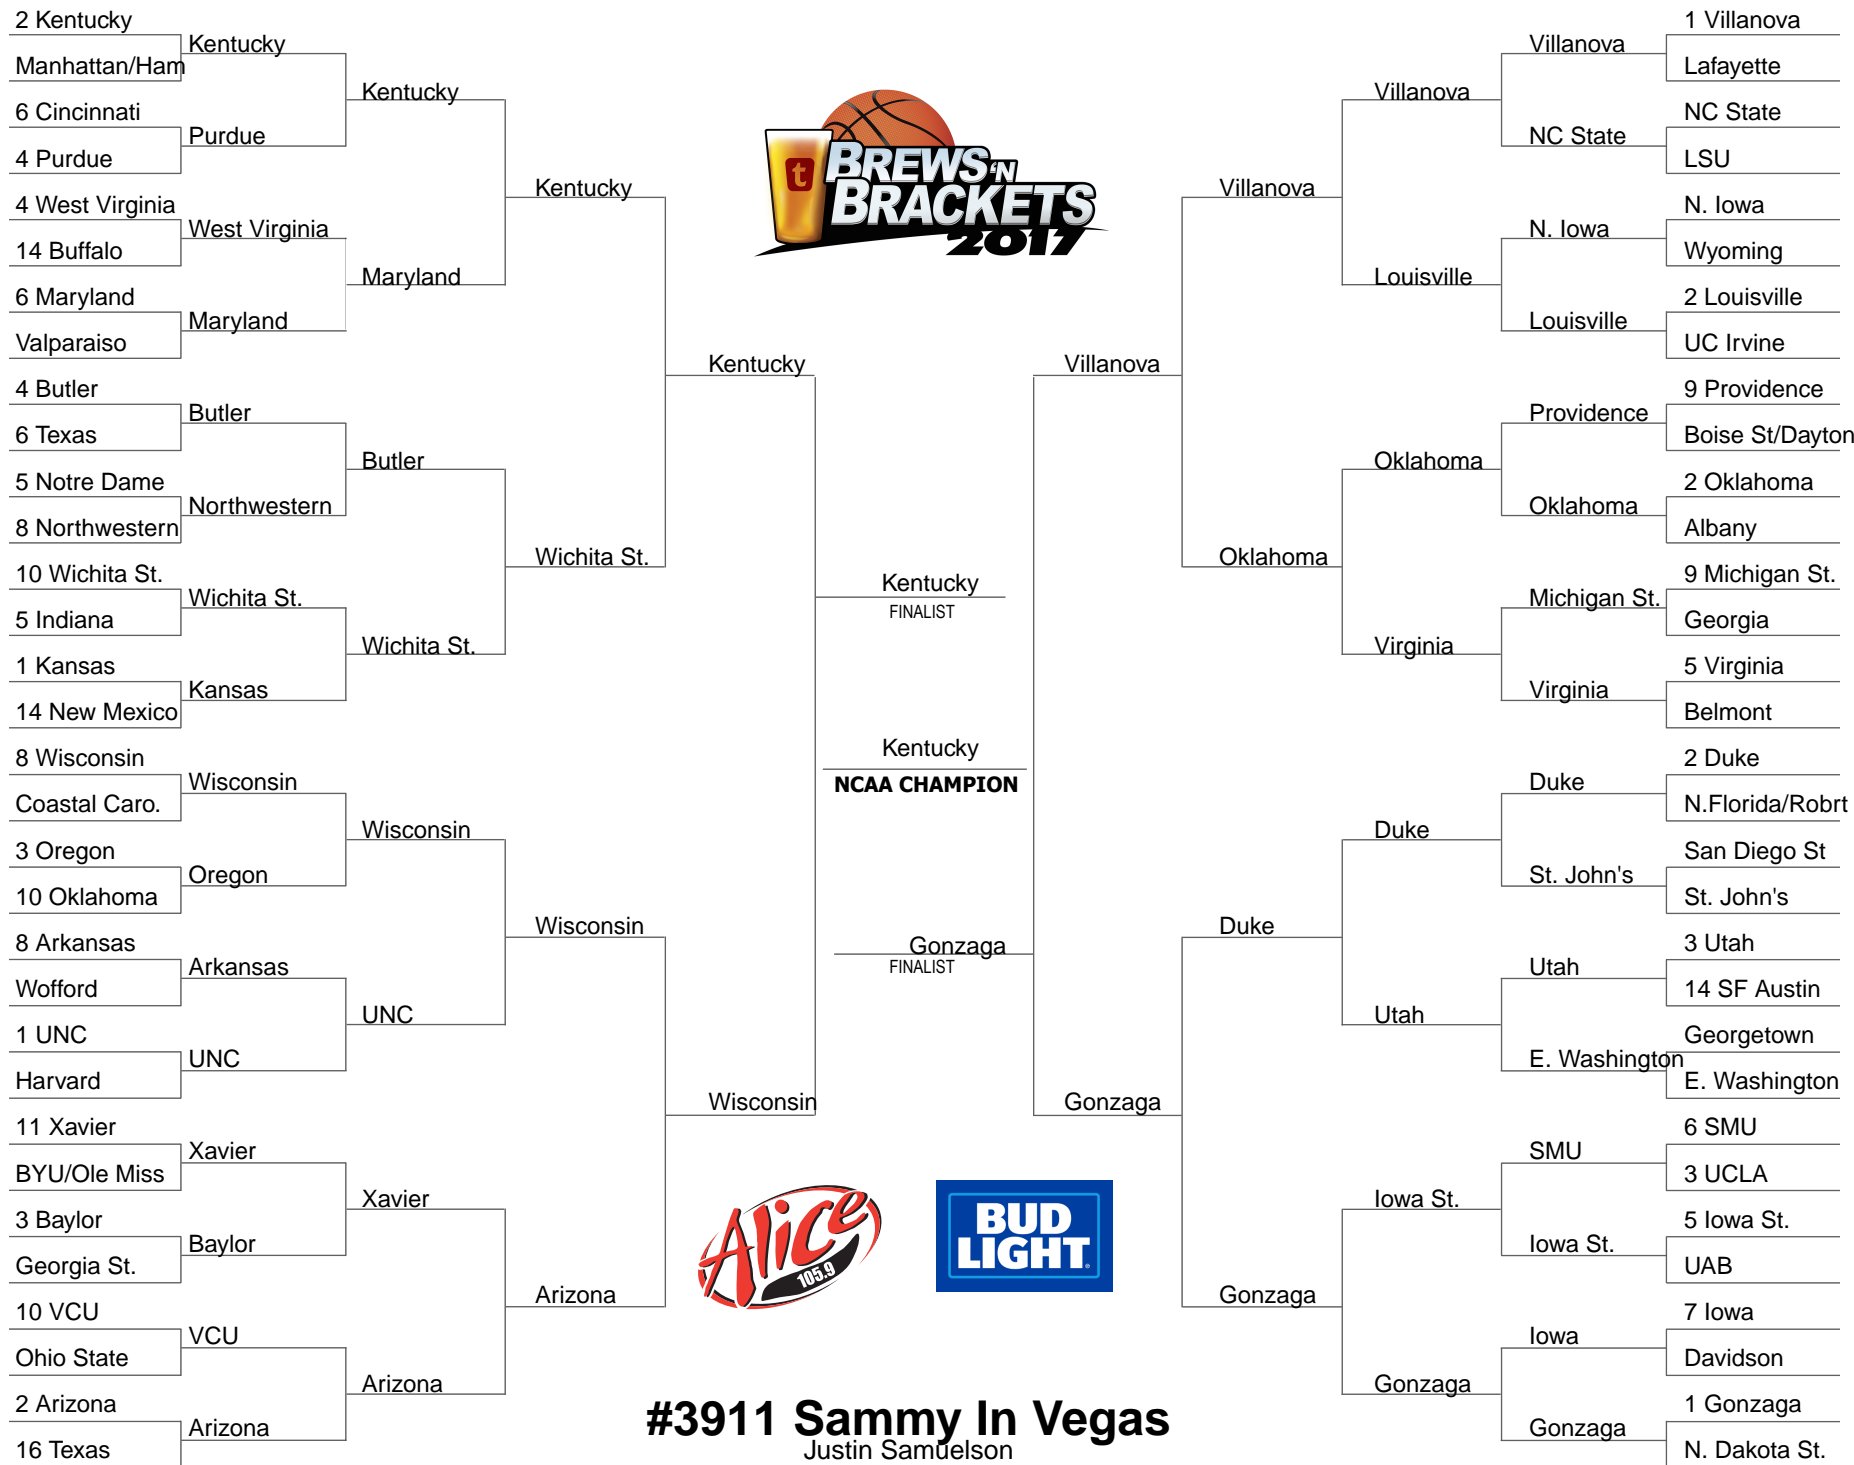 2 Kentucky
Manhattan/Ham
6 Cincinnati
4 Purdue
4 West Virginia
14 Buffalo
6 Maryland
Valparaiso
4 Butler
6 Texas
5 Notre Dame
8 Northwestern
10 Wichita St.
5 Indiana
1 Kansas
14 New Mexico
8 Wisconsin
Coastal Caro.
3 Oregon
10 Oklahoma
8 Arkansas
Wofford
1 UNC
Harvard
11 Xavier
BYU/Ole Miss
3 Baylor
Georgia St.
10 VCU
Ohio State
2 Arizona
16 Texas
Kentucky
Purdue
West Virginia
Maryland
Butler
Northwestern
Wichita St.
Kansas
Wisconsin
Oregon
Arkansas
UNC
Xavier
Baylor
VCU
Arizona
Kentucky
Maryland
Butler
Wichita St.
Wisconsin
UNC
Xavier
Arizona
Kentucky
Wichita St.
Wisconsin
Arizona
Kentucky
Wisconsin
t
BREWS 'N
BRACKETS
2017
Kentucky
FINALIST
Kentucky
NCAA CHAMPION
Gonzaga
FINALIST
Alice
105.9
BUD
LIGHT
#3911 Sammy In Vegas
Justin Samuelson
Villanova
Gonzaga
Villanova
Oklahoma
Duke
Gonzaga
Villanova
Louisville
Oklahoma
Virginia
Duke
Utah
Iowa St.
Gonzaga
Villanova
NC State
N. Iowa
Louisville
Providence
Oklahoma
Michigan St.
Virginia
Duke
St. John's
Utah
E. Washington
SMU
Iowa St.
Iowa
Gonzaga
1 Villanova
Lafayette
NC State
LSU
N. Iowa
Wyoming
2 Louisville
UC Irvine
9 Providence
Boise St/Dayton
2 Oklahoma
Albany
9 Michigan St.
Georgia
5 Virginia
Belmont
2 Duke
N.Florida/Robrt
San Diego St
St. John's
3 Utah
14 SF Austin
Georgetown
E. Washington
6 SMU
3 UCLA
5 Iowa St.
UAB
7 Iowa
Davidson
1 Gonzaga
N. Dakota St.